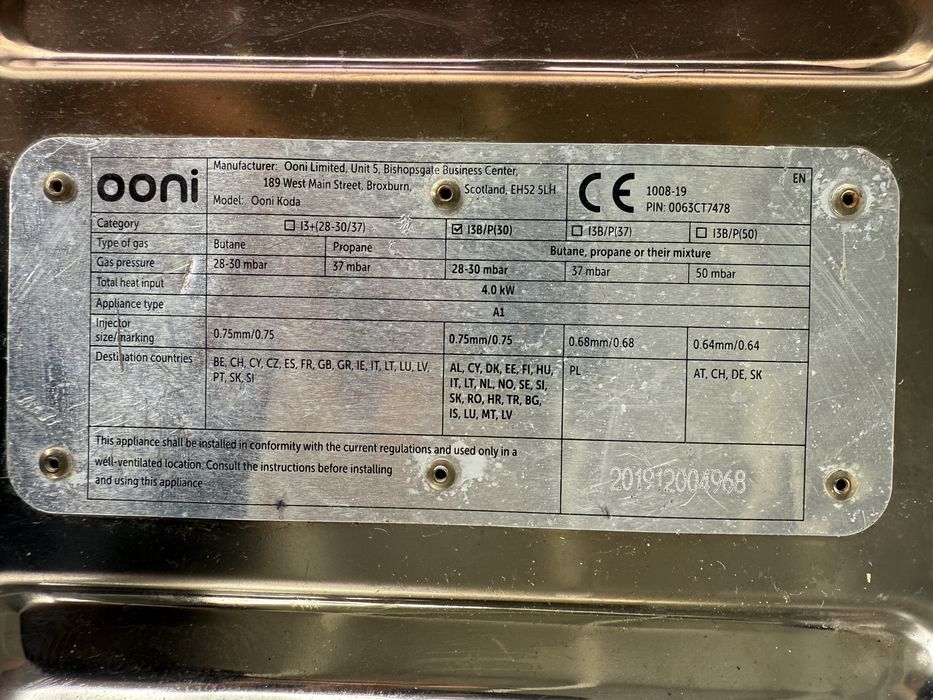 ooni
Manufacturer: Ooni Limited, Unit 5, Bishopsgate Business Center,
189 West Main Street, Broxburn, Scotland, EH52 5LH
Model: Ooni Koda
CE
1008-19
PIN: 0063CT7478
EN
Category ☐ I3+(28-30/37) ☑ I3B/P(30) ☐ I3B/P(37) ☐ I3B/P(50)
Type of gas Butane Propane Butane, propane or their mixture
Gas pressure 28-30 mbar 37 mbar 28-30 mbar 37 mbar 50 mbar
Total heat input 4.0 kW
Appliance type A1
Injector
size/marking 0.75mm/0.75 0.75mm/0.75 0.68mm/0.68 0.64mm/0.64
Destination countries BE, CH, CY, CZ, ES, FR, GB, GR, IE, IT, LT, LU, LV,
PT, SK, SI
AL, CY, DK, EE, FI, HU,
IT, LT, NL, NO, SE, SI,
SK, RO, HR, TR, BG,
IS, LU, MT, LV
PL
AT, CH, DE, SK
This appliance shall be installed in conformity with the current regulations and used only in a
well-ventilated location. Consult the instructions before installing
and using this appliance
201912004968